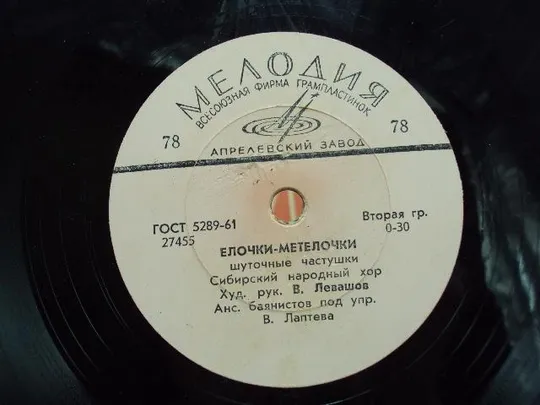 МЕЛОДИЯ
ВСЕСОЮЗНАЯ ФИРМА ГРАМПЛАСТИНОК
78 78
АПРЕЛЕВСКИЙ ЗАВОД
ГОСТ 5289-61 Вторая гр.
27455 0-30
ЕЛОЧКИ-МЕТЕЛОЧКИ
шуточные частушки
Сибирский народный хор
Худ. рук. В. Левашов
Анс. баянистов под упр.
В. Лаптева